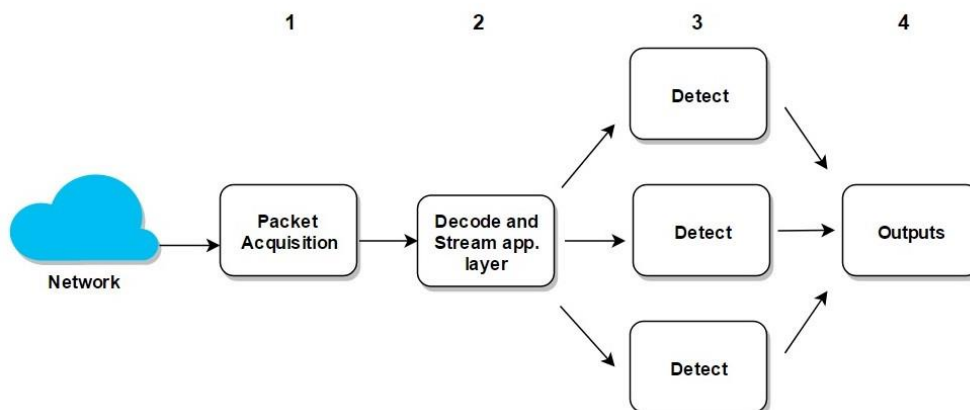 1
2
3
4
Network
Packet
Acquisition
Decode and
Stream app.
layer
Detect
Detect
Detect
Outputs